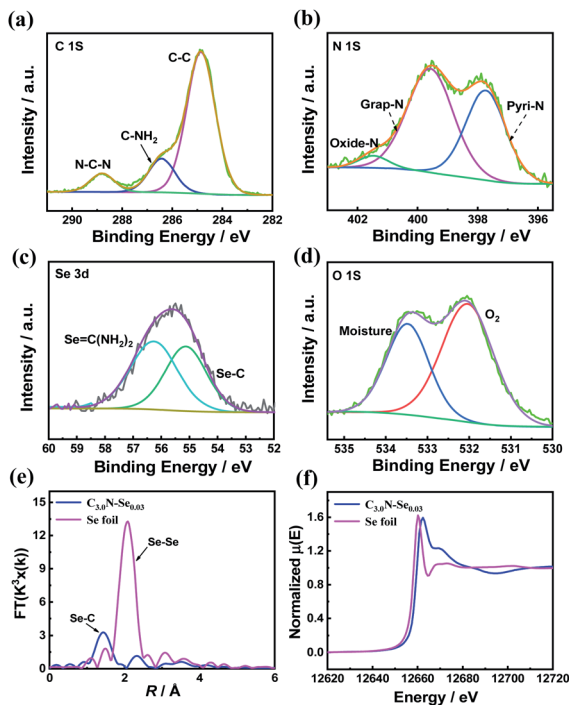 (a)
C 1S
C-C
C-NH₂
N-C-N
Intensity / a.u.
290 288 286 284 282
Binding Energy / eV
(b)
N 1S
Grap-N
Pyri-N
Oxide-N
Intensity / a.u.
402 400 398 396
Binding Energy / eV
(c)
Se 3d
Se=C(NH₂)₂
Se-C
Intensity / a.u.
60 59 58 57 56 55 54 53 52
Binding Energy / eV
(d)
O 1S
O₂
Moisture
Intensity / a.u.
535 534 533 532 531 530
Binding Energy / eV
(e)
C₃.₀N-Se₀.₀₃
Se foil
Se-Se
Se-C
FT(K³x(k))
15
12
9
6
3
0
0 2 4 6
R / Å
(f)
C₃.₀N-Se₀.₀₃
Se foil
Normalized μ(E)
1.6
1.2
0.8
0.4
0.0
12620 12640 12660 12680 12700 12720
Energy / eV